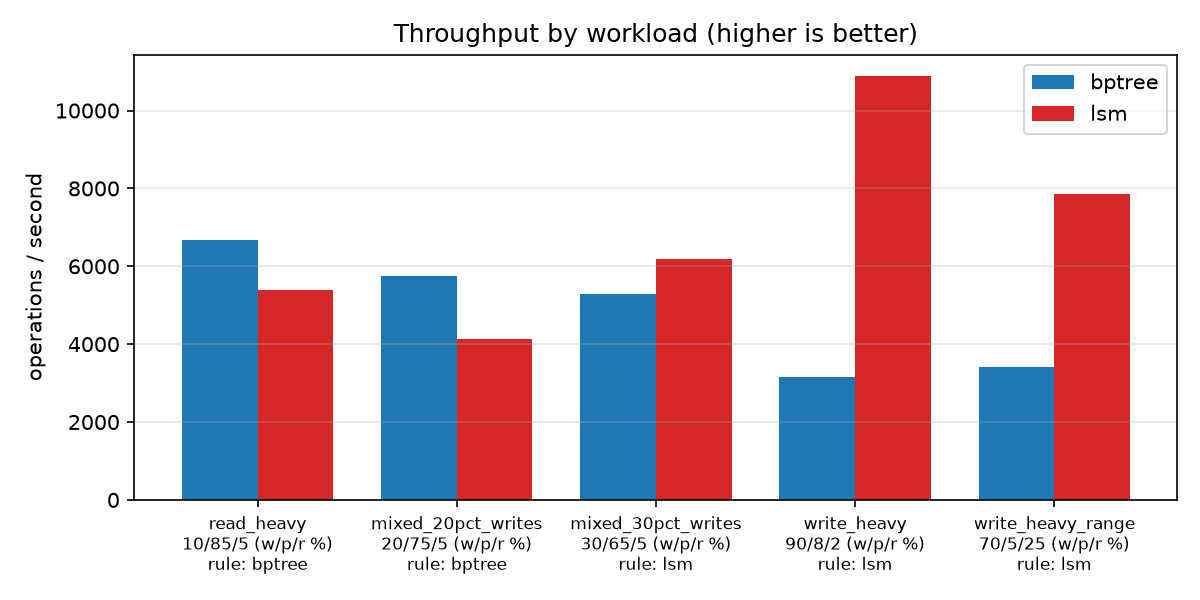 Throughput by workload (higher is better)
bptree
lsm
operations / second
10000
8000
6000
4000
2000
0
read_heavy
10/85/5 (w/p/r %)
rule: bptree
mixed_20pct_writes
20/75/5 (w/p/r %)
rule: bptree
mixed_30pct_writes
30/65/5 (w/p/r %)
rule: lsm
write_heavy
90/8/2 (w/p/r %)
rule: lsm
write_heavy_range
70/5/25 (w/p/r %)
rule: lsm